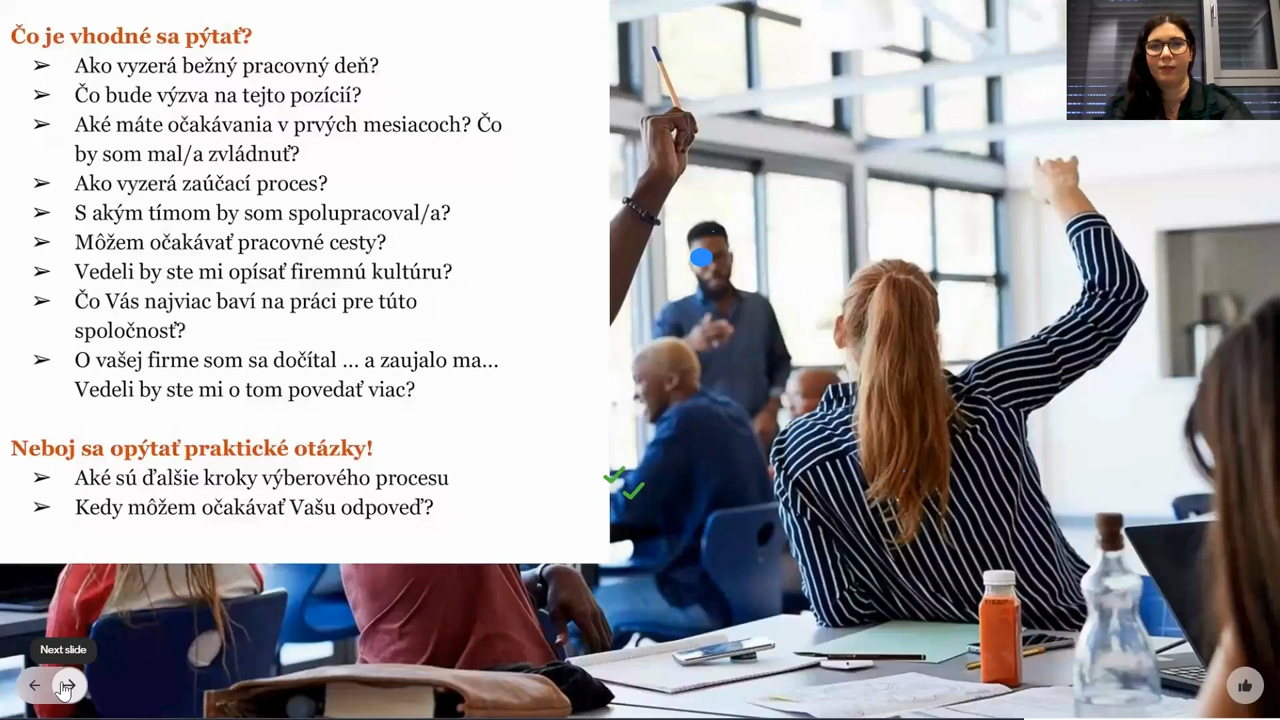 Čo je vhodné sa pýtať?
➢ Ako vyzerá bežný pracovný deň?
➢ Čo bude výzva na tejto pozícií?
➢ Aké máte očakávania v prvých mesiacoch? Čo
by som mal/a zvládnuť?
➢ Ako vyzerá zaúčací proces?
➢ S akým tímom by som spolupracoval/a?
➢ Môžem očakávať pracovné cesty?
➢ Vedeli by ste mi opísať firemnú kultúru?
➢ Čo Vás najviac baví na práci pre túto
spoločnosť?
➢ O vašej firme som sa dočítal ... a zaujalo ma...
Vedeli by ste mi o tom povedať viac?
Neboj sa opýtať praktické otázky!
➢ Aké sú ďalšie kroky výberového procesu
➢ Kedy môžem očakávať Vašu odpoveď?
Next slide